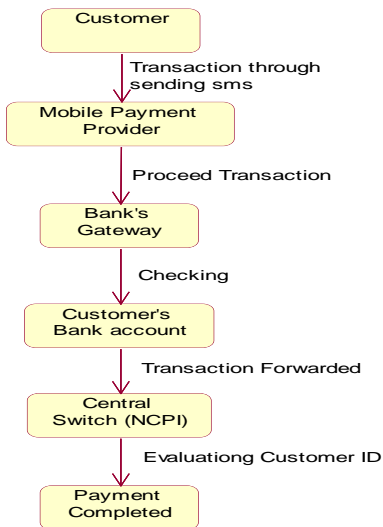 Customer
Transaction through
sending sms
Mobile Payment
Provider
Proceed Transaction
Bank's
Gateway
Checking
Customer's
Bank account
Transaction Forwarded
Central
Switch (NCPI)
Evaluationg Customer ID
Payment
Completed